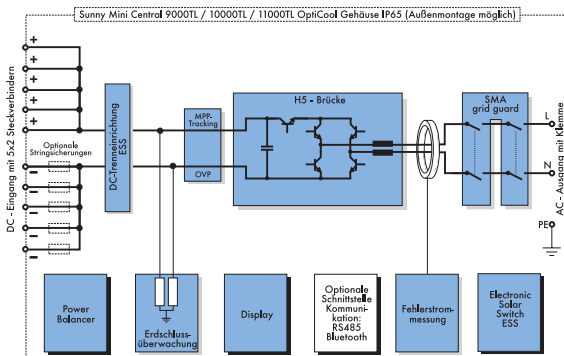 Sunny Mini Central 9000TL / 10000TL / 11000TL OptiCool Gehäuse IP65 (Außenmontage möglich)
DC - Eingang mit 5x2 Steckverbindern
+
+
+
+
+
Optionale
Stringsicherungen
–
–
–
–
–
DC-Trenneinrichtung
ESS
MPP-
Tracking
OVP
H5 - Brücke
SMA
grid guard
L
N
PE
AC - Ausgang mit Klemme
Power
Balancer
Erdschluss-
überwachung
Display
Optionale
Schnittstelle
Kommuni-
kation:
RS485
Bluetooth
Fehlerstrom-
messung
Electronic
Solar
Switch
ESS